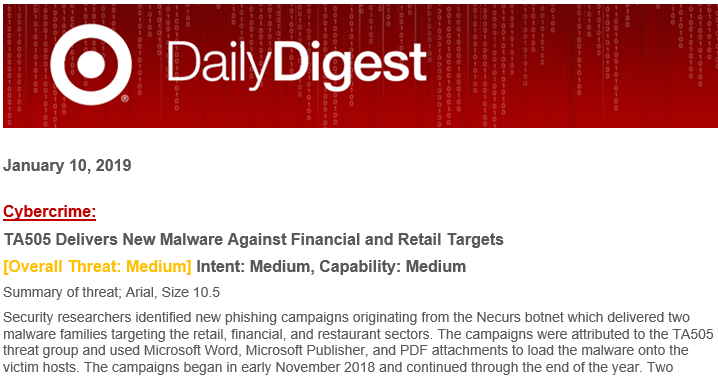 DailyDigest
®
January 10, 2019
Cybercrime:
TA505 Delivers New Malware Against Financial and Retail Targets
[Overall Threat: Medium] Intent: Medium, Capability: Medium
Summary of threat; Arial, Size 10.5
Security researchers identified new phishing campaigns originating from the Necurs botnet which delivered two
malware families targeting the retail, financial, and restaurant sectors. The campaigns were attributed to the TA505
threat group and used Microsoft Word, Microsoft Publisher, and PDF attachments to load the malware onto the
victim hosts. The campaigns began in early November 2018 and continued through the end of the year. Two